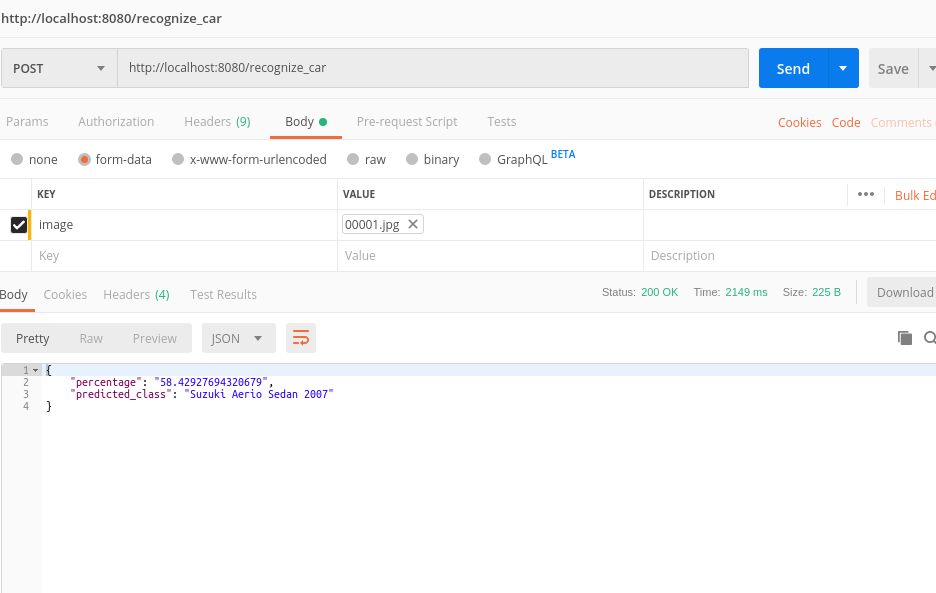 http://localhost:8080/recognize_car
POST http://localhost:8080/recognize_car Send Save
Params Authorization Headers (9) Body Pre-request Script Tests Cookies Code Comments
none form-data x-www-form-urlencoded raw binary GraphQL BETA
KEY VALUE DESCRIPTION ••• Bulk Ed
image 00001.jpg
Key Value Description
Body Cookies Headers (4) Test Results Status: 200 OK Time: 2149 ms Size: 225 B Download
Pretty Raw Preview JSON
1 {
2 "percentage": "58.42927694320679",
3 "predicted_class": "Suzuki Aerio Sedan 2007"
4 }